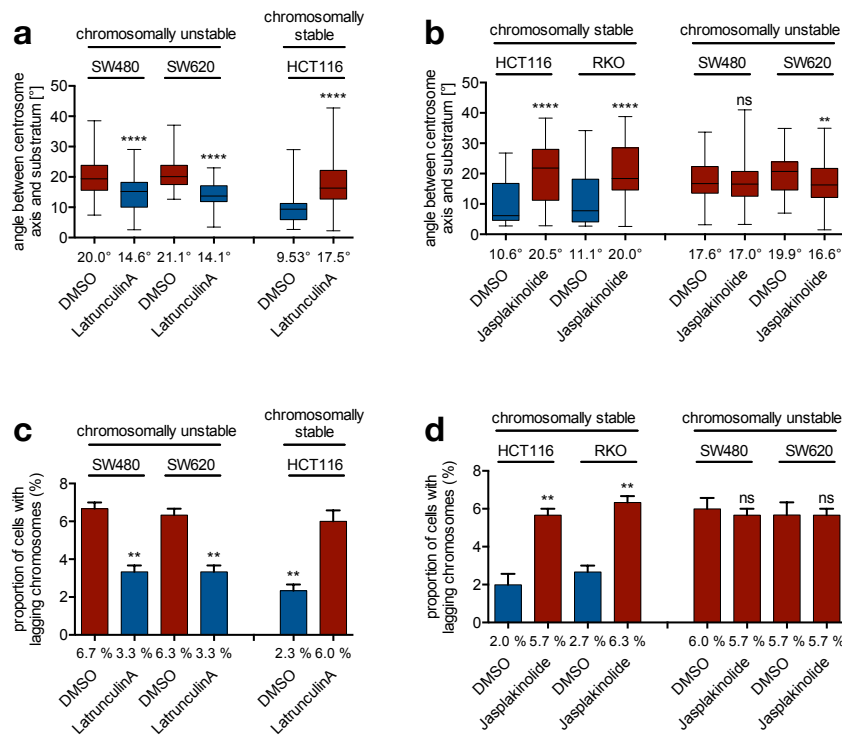 a
chromosomally unstable
chromosomally
stable
SW480
SW620
HCT116
angle between centrosome
axis and substratum [°]
50
40
30
20
10
0
****
****
****
20.0° 14.6° 21.1° 14.1° 9.53° 17.5°
DMSO
LatrunculinA
DMSO
LatrunculinA
DMSO
LatrunculinA
b
chromosomally stable
chromosomally unstable
HCT116
RKO
SW480
SW620
angle between centrosome
axis and substratum [°]
50
40
30
20
10
0
****
****
ns
**
10.6° 20.5° 11.1° 20.0° 17.6° 17.0° 19.9° 16.6°
DMSO
Jasplakinolide
DMSO
Jasplakinolide
DMSO
Jasplakinolide
DMSO
Jasplakinolide
c
chromosomally unstable
chromosomally
stable
SW480
SW620
HCT116
proportion of cells with
lagging chromosomes (%)
8
6
4
2
0
**
**
**
6.7 % 3.3 % 6.3 % 3.3 % 2.3 % 6.0 %
DMSO
LatrunculinA
DMSO
LatrunculinA
DMSO
LatrunculinA
d
chromosomally stable
chromosomally unstable
HCT116
RKO
SW480
SW620
proportion of cells with
lagging chromosomes (%)
8
6
4
2
0
**
**
ns
ns
2.0 % 5.7 % 2.7 % 6.3 % 6.0 % 5.7 % 5.7 % 5.7 %
DMSO
Jasplakinolide
DMSO
Jasplakinolide
DMSO
Jasplakinolide
DMSO
Jasplakinolide